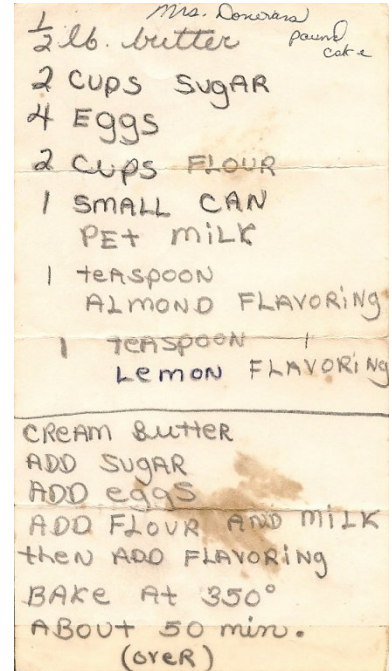 Mrs. Donovans
pound
cake
1/2 lb. butter
2 CUPS SUGAR
4 EGgS
2 CUPS FLOUR
1 SMALL CAN
PEt MiLK
1 teASPOON
ALMOND FLAVORiNg
1 teASPOON
LemON FLAVORiNg
CREAM ButteR
ADD SugAR
ADD eggS
ADD FLOUR AND MiLK
theN ADD FLAVORiNg
BAKe At 350°
ABOUt 50 min.
(oveR)